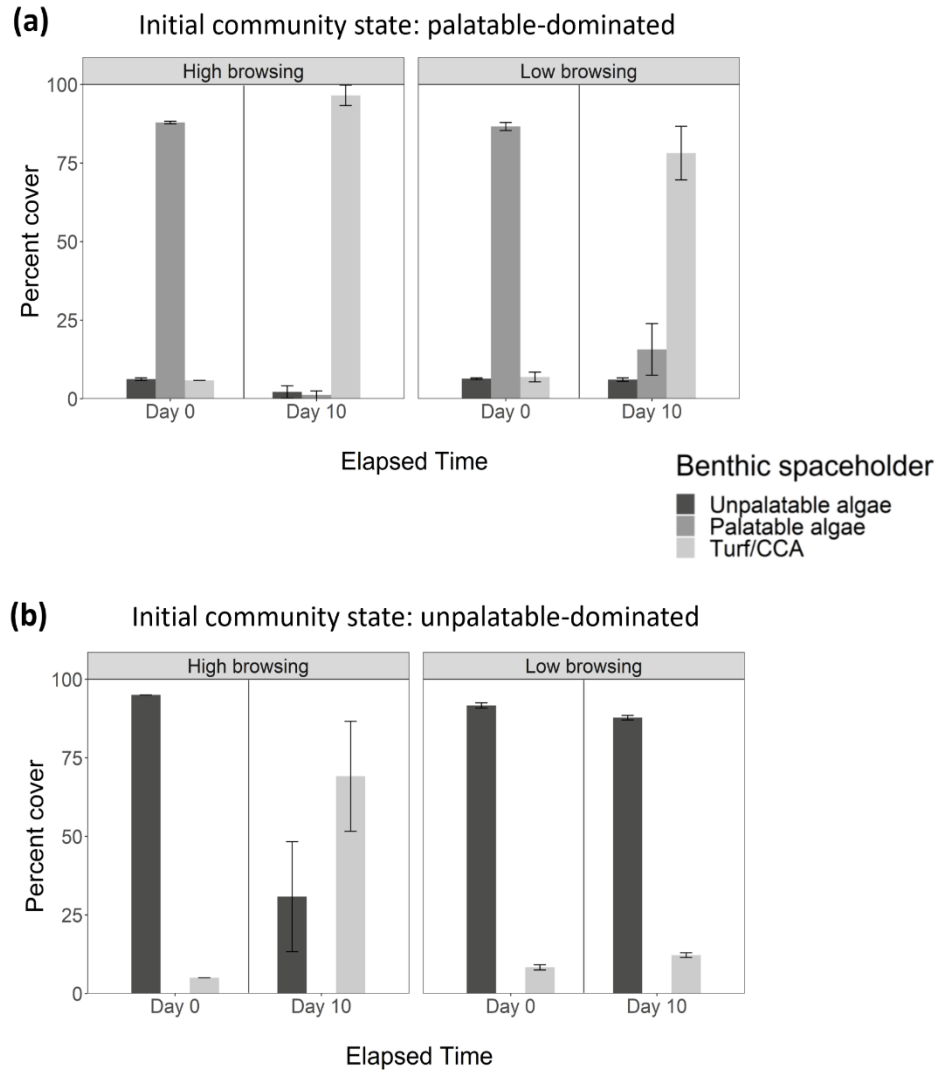 (a) Initial community state: palatable-dominated
High browsing Low browsing
100
75
50
25
0
Percent cover
Day 0 Day 10 Day 0 Day 10
Elapsed Time
Benthic spaceholder
Unpalatable algae
Palatable algae
Turf/CCA
(b) Initial community state: unpalatable-dominated
High browsing Low browsing
100
75
50
25
0
Percent cover
Day 0 Day 10 Day 0 Day 10
Elapsed Time